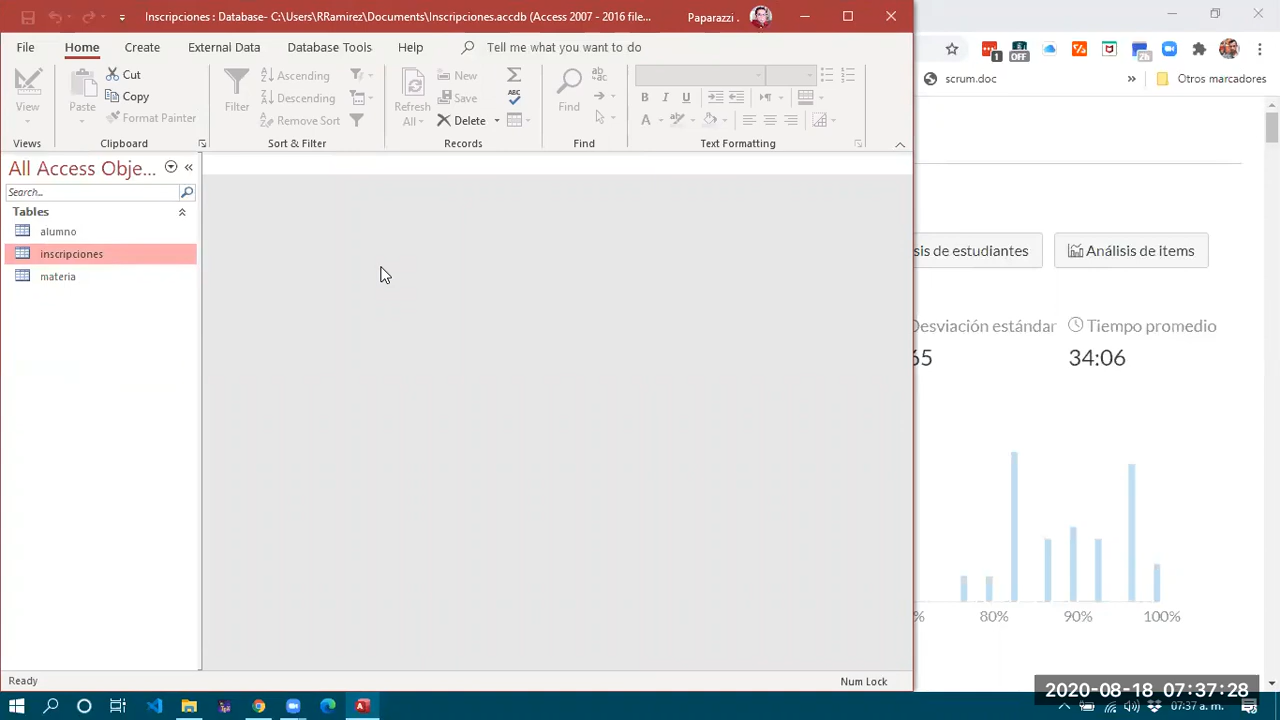 Inscripciones : Database- C:\Users\RRamirez\Documents\Inscripciones.accdb (Access 2007 - 2016 file...
Paparazzi .
File
Home
Create
External Data
Database Tools
Help
Tell me what you want to do
Views
Paste
Cut
Copy
Format Painter
Clipboard
Filter
Ascending
Descending
Remove Sort
Sort & Filter
Refresh
All
New
Save
Delete
Records
Find
Find
B I U
A
Text Formatting
All Access Obje...
Search...
Tables
alumno
inscripciones
materia
Ready
Num Lock
1
OFF
scrum.doc
»
Otros marcadores
sis de estudiantes
Análisis de items
Desviación estándar
65
Tiempo promedio
34:06
%
80%
90%
100%
2020-08-18 07:37:28
07:37 a. m.